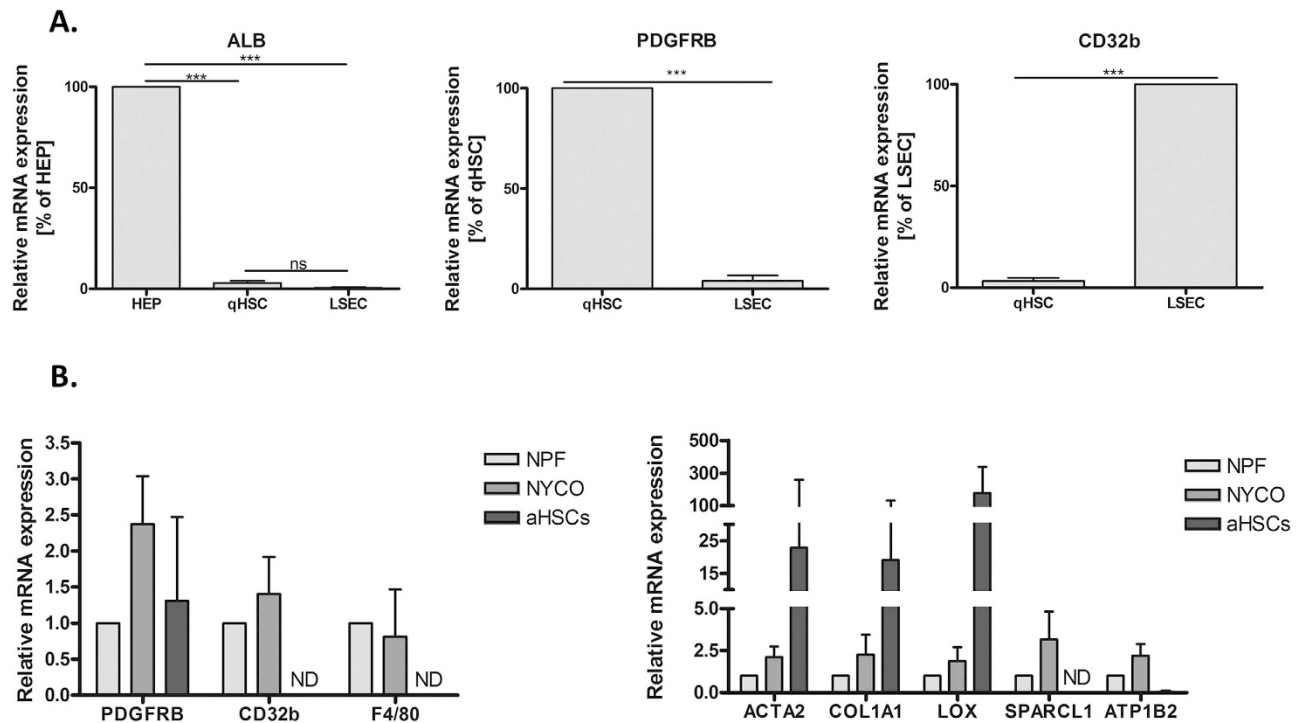 A.
ALB
Relative mRNA expression
[% of HEP]
100
50
0
***
***
ns
HEP qHSC LSEC
PDGFRB
Relative mRNA expression
[% of qHSC]
100
50
0
***
qHSC LSEC
CD32b
Relative mRNA expression
[% of LSEC]
100
50
0
***
qHSC LSEC
B.
Relative mRNA expression
3.5
3.0
2.5
2.0
1.5
1.0
0.5
0.0
ND
ND
PDGFRB CD32b F4/80
NPF
NYCO
aHSCs
Relative mRNA expression
500
300
100
25
15
5.0
2.5
0.0
ND
ACTA2 COL1A1 LOX SPARCL1 ATP1B2
NPF
NYCO
aHSCs